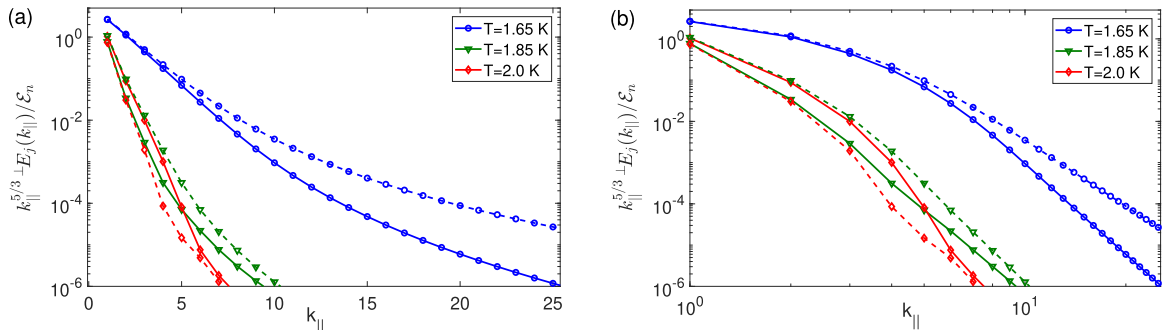 (a)
k_{||}^{5/3} ^⊥E_j(k_{||})/ℰ_n
10^0
10^{-2}
10^{-4}
10^{-6}
0 5 10 15 20 25
k_{||}
T=1.65 K
T=1.85 K
T=2.0 K
(b)
k_{||}^{5/3} ^⊥E_j(k_{||})/ℰ_n
10^0
10^{-2}
10^{-4}
10^{-6}
10^0 10^1
k_{||}
T=1.65 K
T=1.85 K
T=2.0 K